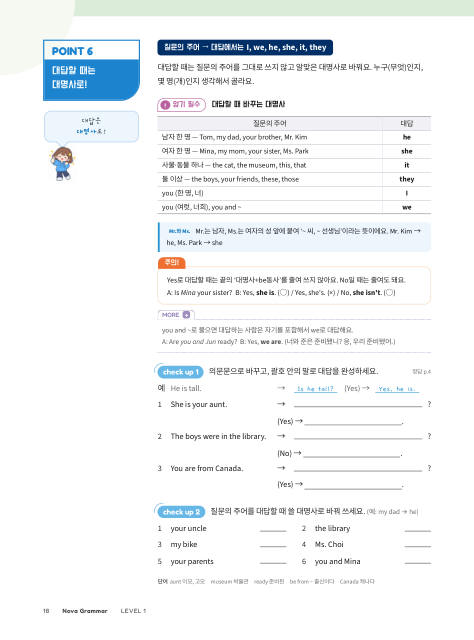 POINT 6
대답할 때는
대명사로!
대답은
대명사로!
질문의 주어 → 대답에서는 I, we, he, she, it, they
대답할 때는 질문의 주어를 그대로 쓰지 않고 알맞은 대명사로 바꿔요. 누구(무엇)인지,
몇 명(개)인지 생각해서 골라요.
암기 필수 대답할 때 바꾸는 대명사
질문의 주어 대답
남자 한 명 — Tom, my dad, your brother, Mr. Kim he
여자 한 명 — Mina, my mom, your sister, Ms. Park she
사물·동물 하나 — the cat, the museum, this, that it
둘 이상 — the boys, your friends, these, those they
you (한 명, 너) I
you (여럿, 너희), you and ~ we
Mr.와 Ms. Mr.는 남자, Ms.는 여자의 성 앞에 붙여 '~ 씨, ~ 선생님'이라는 뜻이에요. Mr. Kim →
he, Ms. Park → she
주의!
Yes로 대답할 때는 끝의 '대명사+be동사'를 줄여 쓰지 않아요. No일 때는 줄여도 돼요.
A: Is Mina your sister? B: Yes, she is. (○) / Yes, she's. (×) / No, she isn't. (○)
MORE +
you and ~로 물으면 대답하는 사람은 자기를 포함해서 we로 대답해요.
A: Are you and Jun ready? B: Yes, we are. (너와 준은 준비됐니? 응, 우리 준비됐어.)
check up 1 의문문으로 바꾸고, 괄호 안의 말로 대답을 완성하세요. 정답 p.4
예 He is tall. → Is he tall? (Yes) → Yes, he is.
1 She is your aunt. → ?
(Yes) → .
2 The boys were in the library. → ?
(No) → .
3 You are from Canada. → ?
(Yes) → .
check up 2 질문의 주어를 대답할 때 쓸 대명사로 바꿔 쓰세요. (예: my dad → he)
1 your uncle 2 the library
3 my bike 4 Ms. Choi
5 your parents 6 you and Mina
단어 aunt 이모, 고모 museum 박물관 ready 준비된 be from ~ 출신이다 Canada 캐나다
16 Nova Grammar LEVEL 1